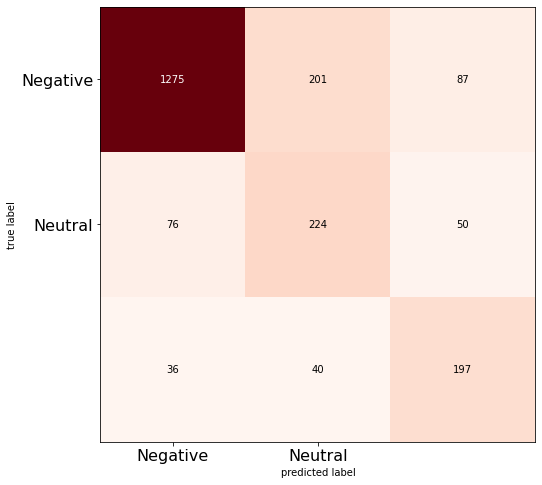 Negative 1275 201 87
Neutral 76 224 50
true label
36 40 197
Negative Neutral
predicted label